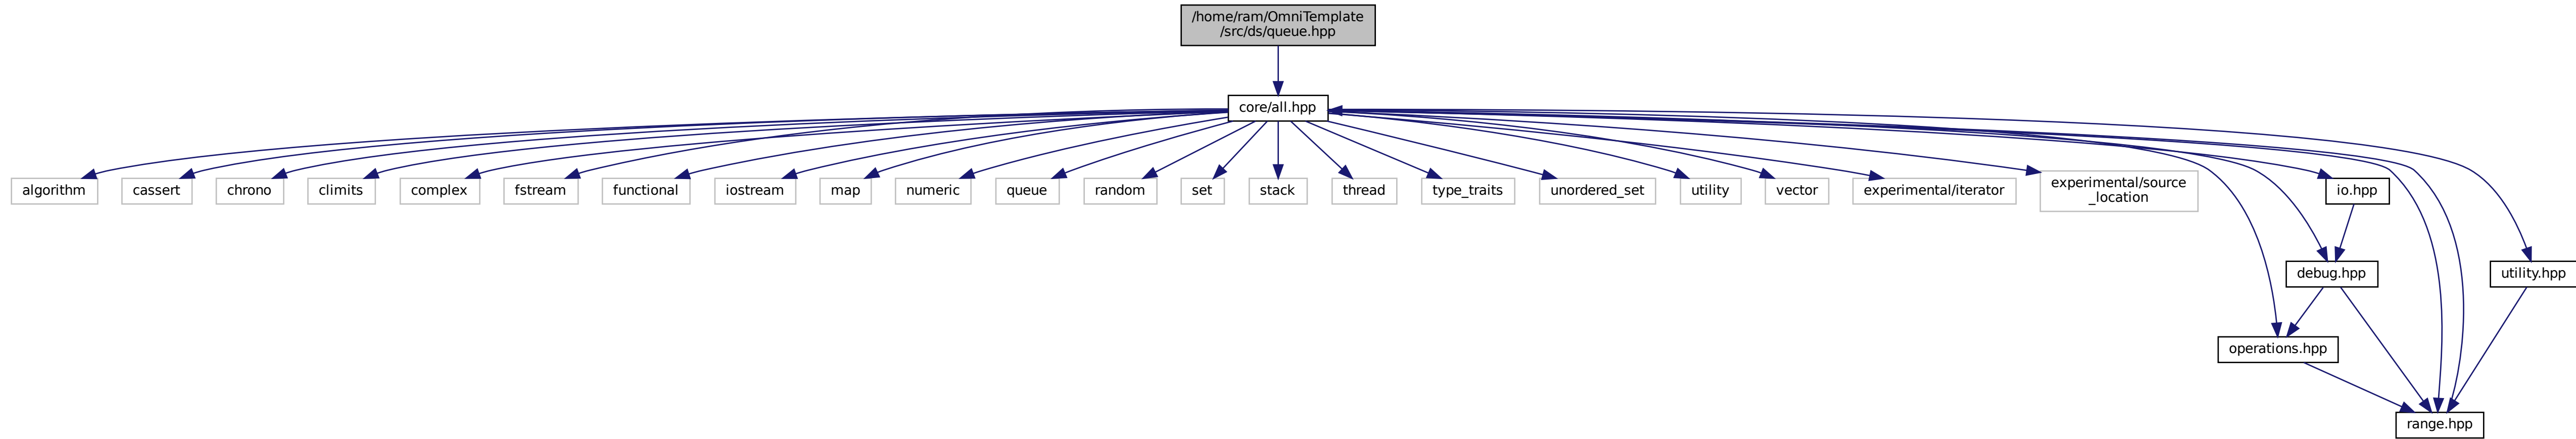 /home/ram/OmniTemplate
/src/ds/queue.hpp
core/all.hpp
algorithm
cassert
chrono
climits
complex
fstream
functional
iostream
map
numeric
queue
random
set
stack
thread
type_traits
unordered_set
utility
vector
experimental/iterator
experimental/source
_location
io.hpp
debug.hpp
utility.hpp
operations.hpp
range.hpp